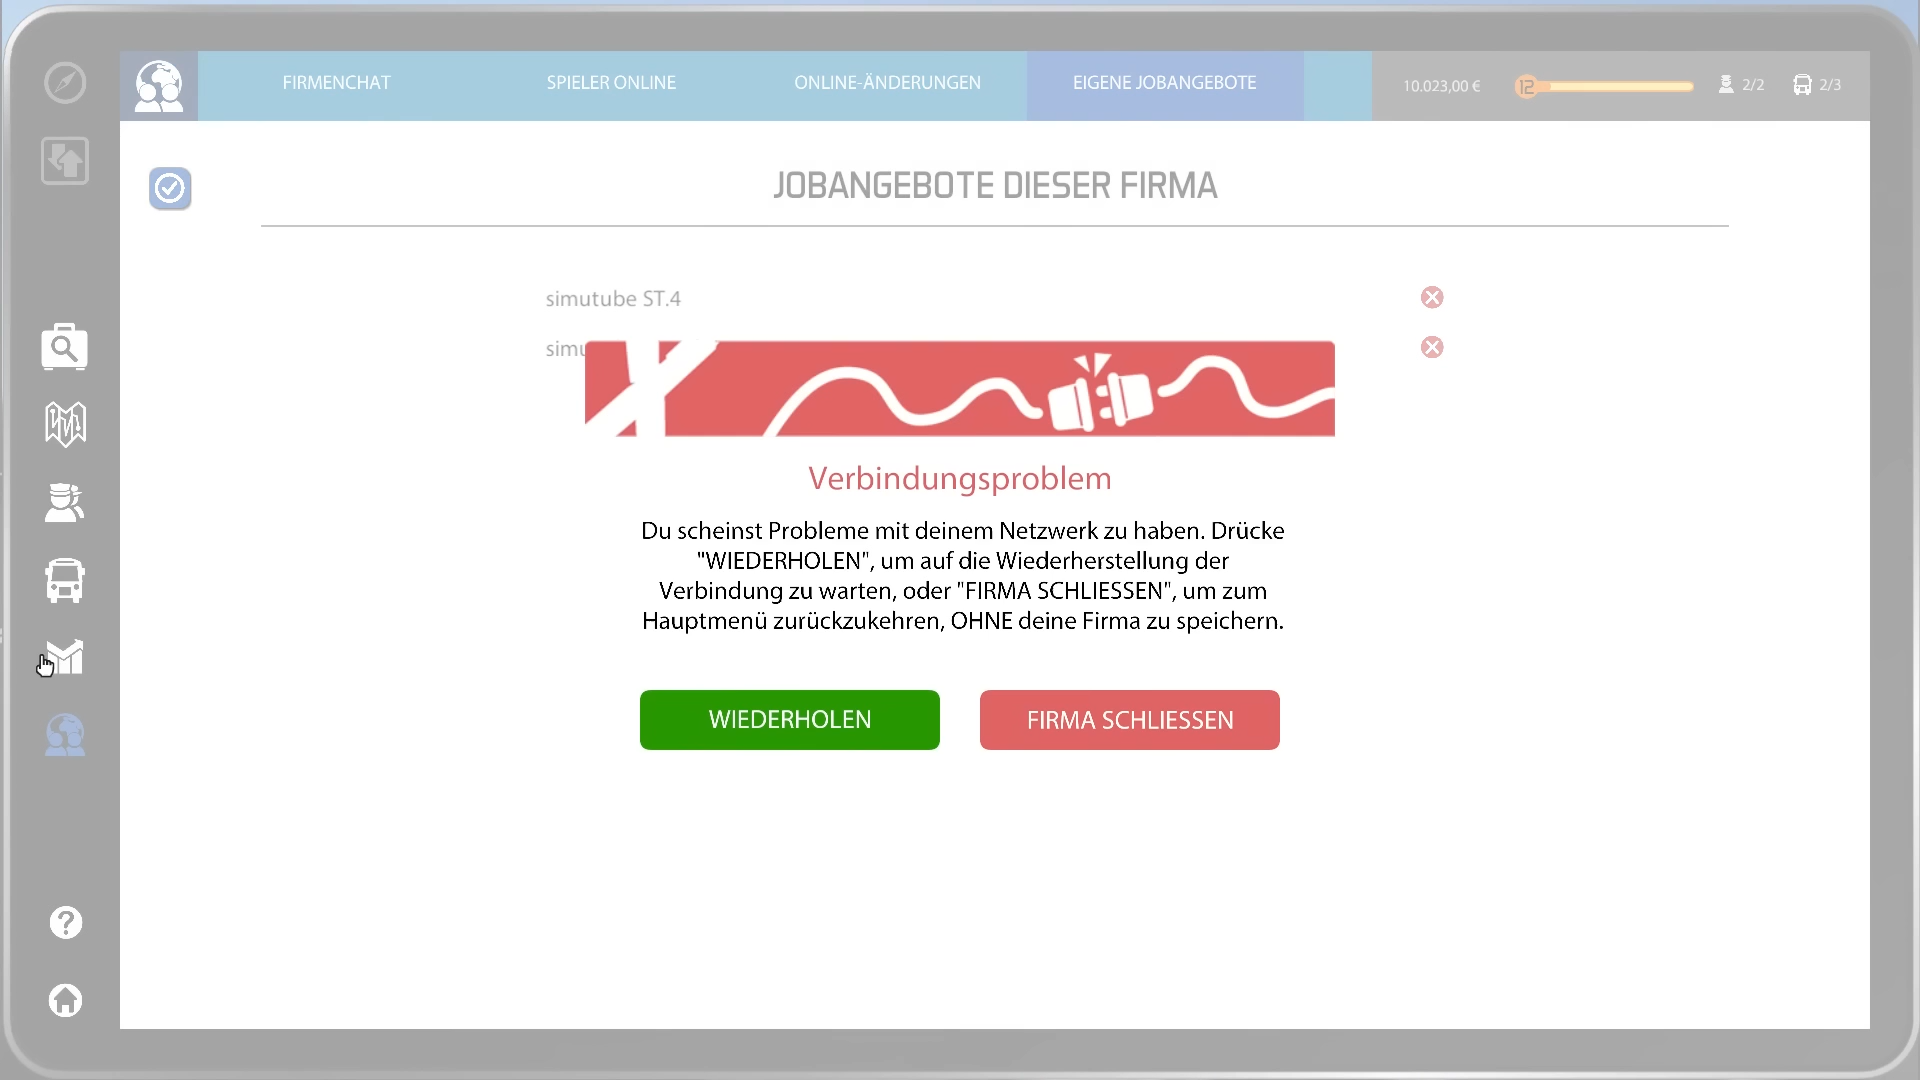 FIRMENCHAT SPIELER ONLINE ONLINE-ÄNDERUNGEN EIGENE JOBANGEBOTE 10.023,00 € 12 2/2 2/3
JOBANGEBOTE DIESER FIRMA
simutube ST.4
Verbindungsproblem
Du scheinst Probleme mit deinem Netzwerk zu haben. Drücke
"WIEDERHOLEN", um auf die Wiederherstellung der
Verbindung zu warten, oder "FIRMA SCHLIESSEN", um zum
Hauptmenü zurückzukehren, OHNE deine Firma zu speichern.
WIEDERHOLEN FIRMA SCHLIESSEN